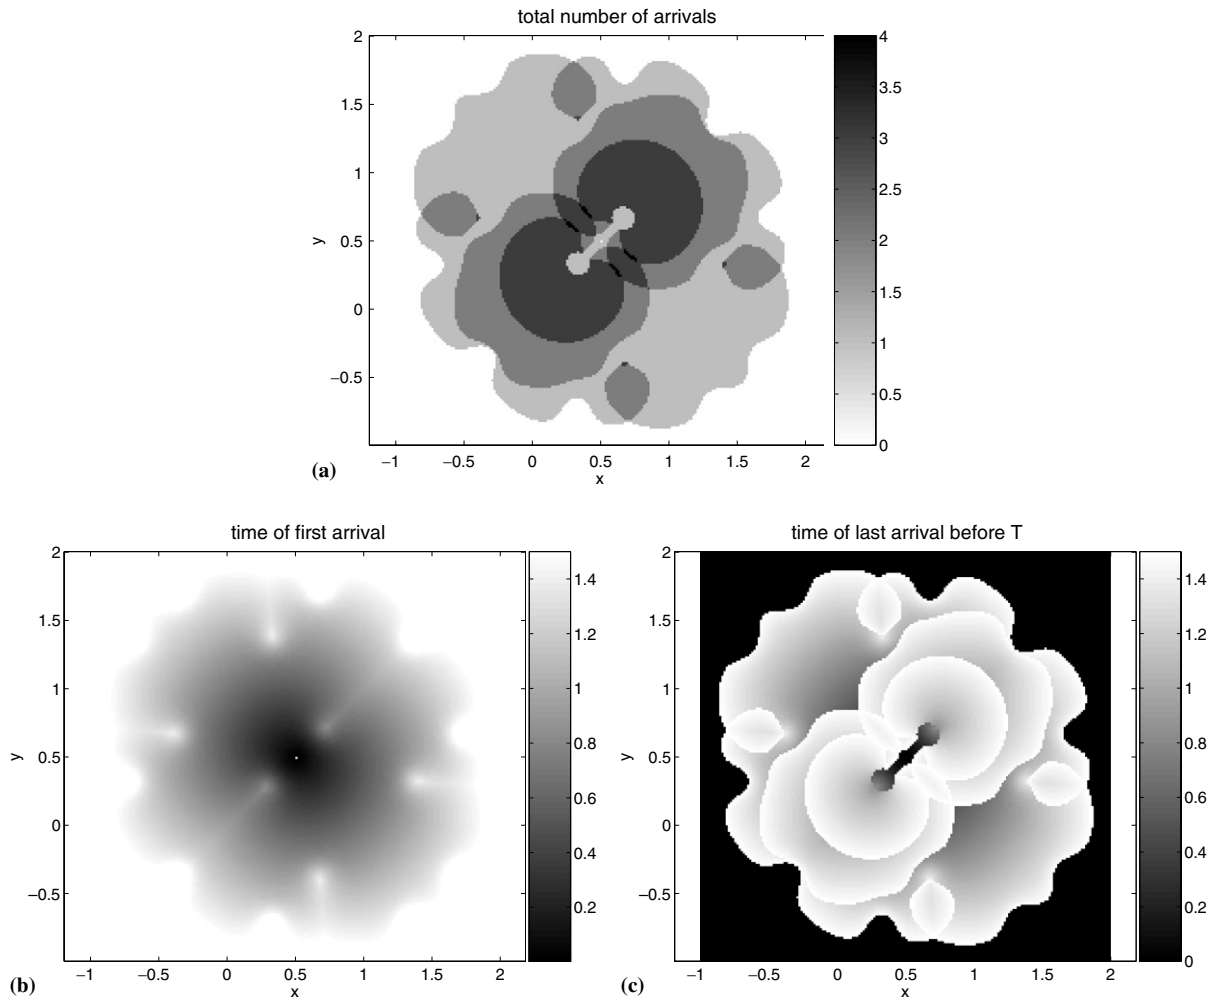 total number of arrivals
2
1.5
1
0.5
0
−0.5
y
−1 −0.5 0 0.5 1 1.5 2
x
4
3.5
3
2.5
2
1.5
1
0.5
0
(a)
time of first arrival
2
1.5
1
0.5
0
−0.5
y
−1 −0.5 0 0.5 1 1.5 2
x
1.4
1.2
1
0.8
0.6
0.4
0.2
(b)
time of last arrival before T
2
1.5
1
0.5
0
−0.5
y
−1 −0.5 0 0.5 1 1.5 2
x
1.4
1.2
1
0.8
0.6
0.4
0.2
0
(c)